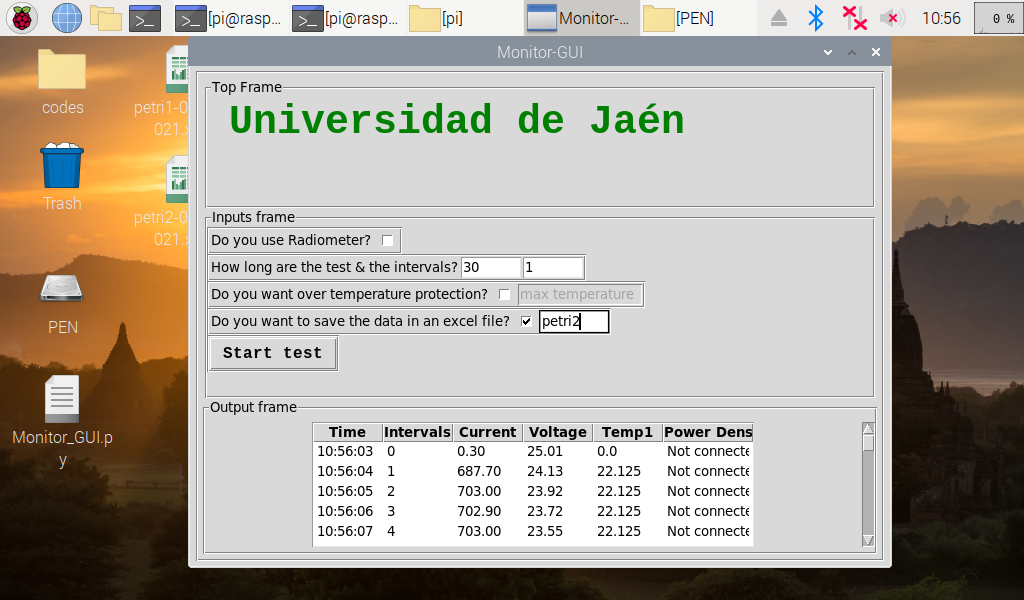 [pi@rasp...
[pi@rasp...
[pi]
Monitor-...
[PEN]
10:56
0 %
Monitor-GUI
codes
petri1-0
021.x
Trash
petri2-0
021.x
PEN
Monitor_GUI.p
y
Top Frame
Universidad de Jaén
Inputs frame
Do you use Radiometer?
How long are the test & the intervals? 30 1
Do you want over temperature protection? max temperature
Do you want to save the data in an excel file? petri2
Start test
Output frame
Time Intervals Current Voltage Temp1 Power Dens
10:56:03 0 0.30 25.01 0.0 Not connecte
10:56:04 1 687.70 24.13 22.125 Not connecte
10:56:05 2 703.00 23.92 22.125 Not connecte
10:56:06 3 702.90 23.72 22.125 Not connecte
10:56:07 4 703.00 23.55 22.125 Not connecte